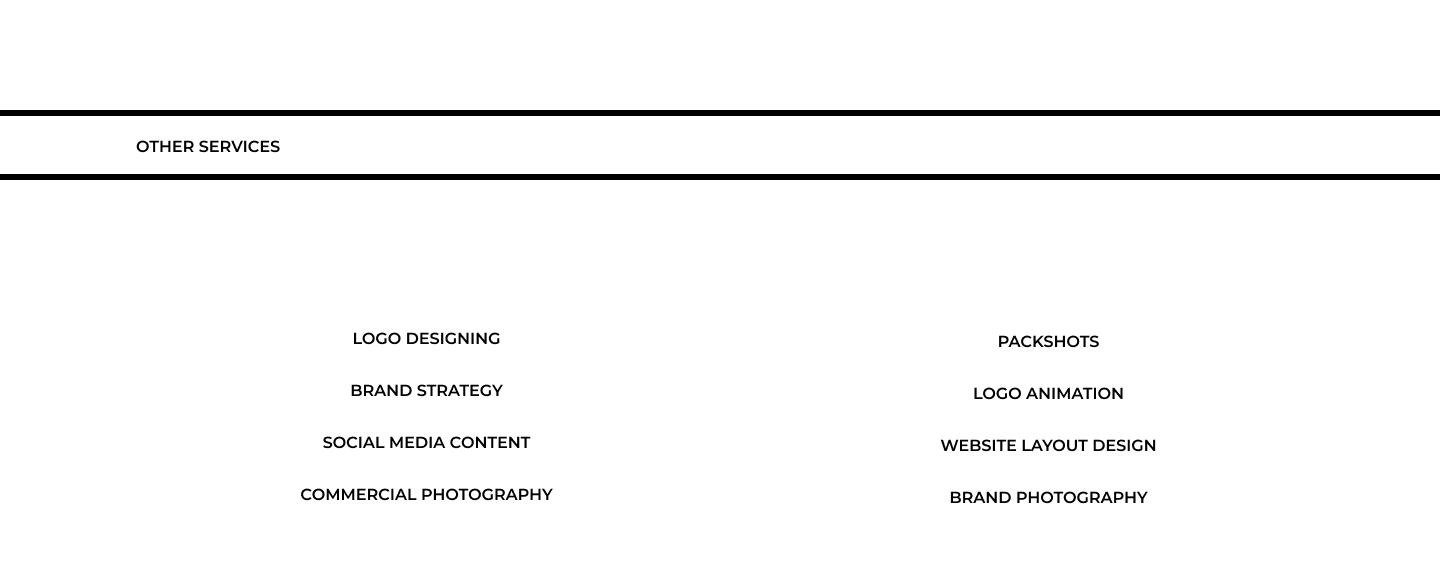 OTHER SERVICES
LOGO DESIGNING
BRAND STRATEGY
SOCIAL MEDIA CONTENT
COMMERCIAL PHOTOGRAPHY
PACKSHOTS
LOGO ANIMATION
WEBSITE LAYOUT DESIGN
BRAND PHOTOGRAPHY